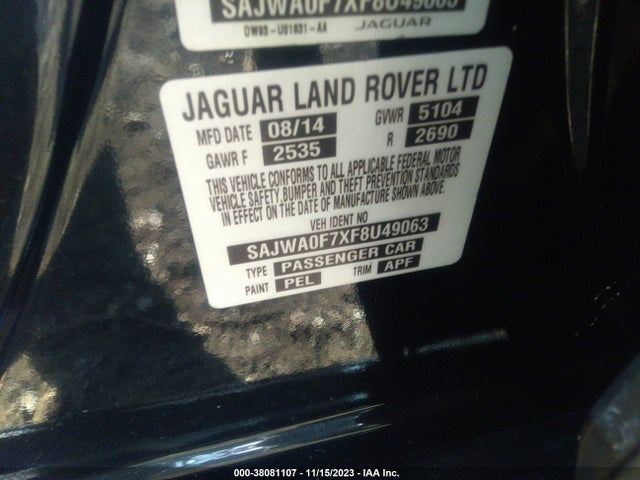 SAJWA0F7XF8U49063
DW93-U01831-AA JAGUAR
JAGUAR LAND ROVER LTD
MFD DATE 08/14 GVWR 5104
GAWR F 2535 R 2690
THIS VEHICLE CONFORMS TO ALL APPLICABLE FEDERAL MOTOR
VEHICLE SAFETY,BUMPER AND THEFT PREVENTION STANDARDS
IN EFFECT ON THE DATE OF MANUFACTURE SHOWN ABOVE.
VEH IDENT NO
SAJWA0F7XF8U49063
TYPE PASSENGER CAR
PAINT PEL TRIM APF
000-38081107 - 11/15/2023 - IAA Inc.